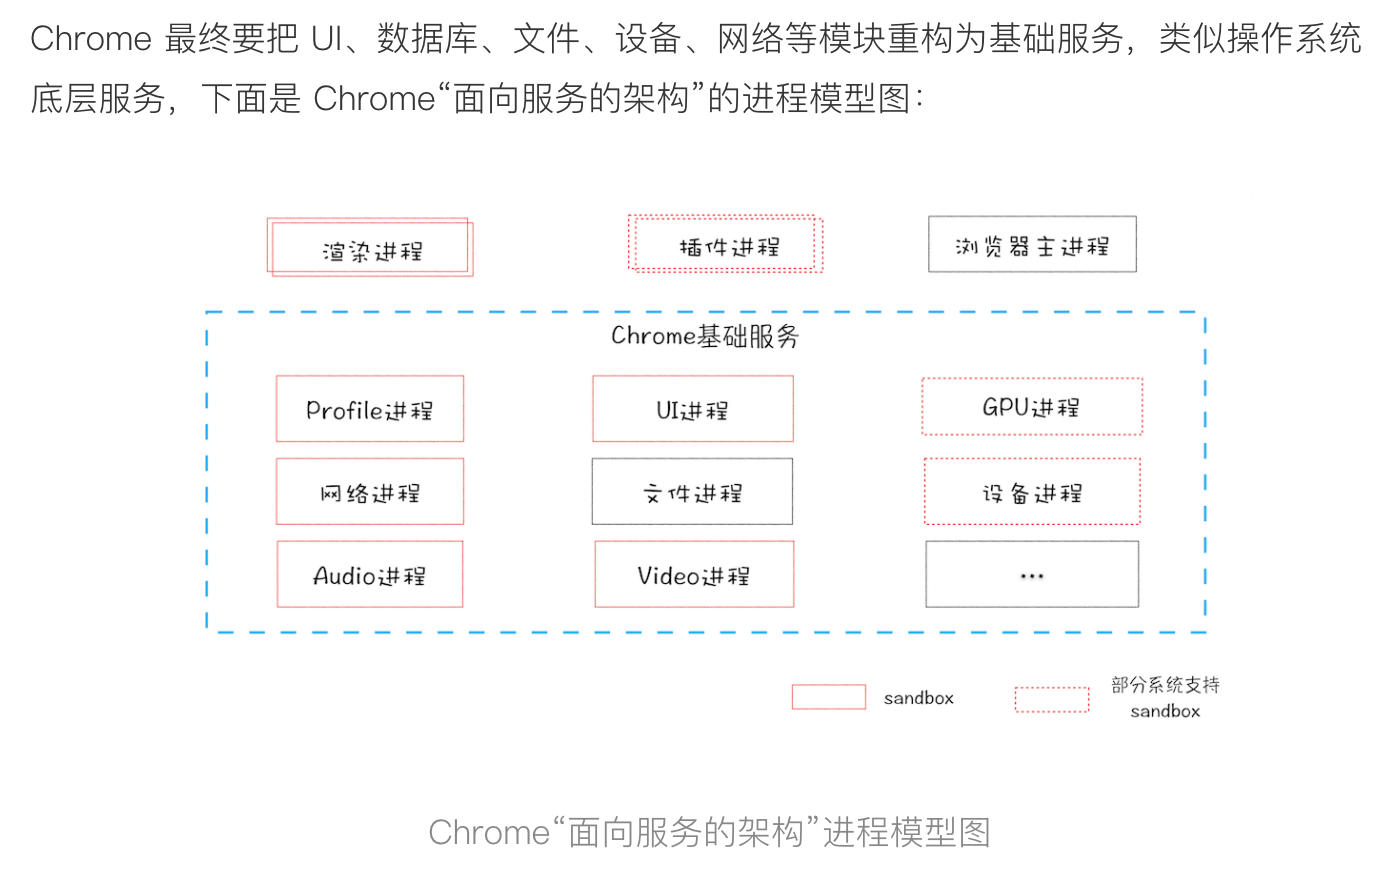 Chrome 最终要把 UI、数据库、文件、设备、网络等模块重构为基础服务，类似操作系统
底层服务，下面是 Chrome“面向服务的架构”的进程模型图：
渲染进程
插件进程
浏览器主进程
Chrome基础服务
Profile进程
UI进程
GPU进程
网络进程
文件进程
设备进程
Audio进程
Video进程
...
sandbox
部分系统支持
sandbox
Chrome“面向服务的架构”进程模型图